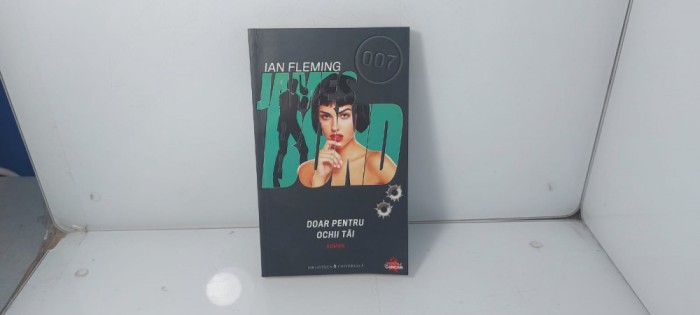 007
IAN FLEMING
JAMES
BOND
DOAR PENTRU
OCHII TĂI